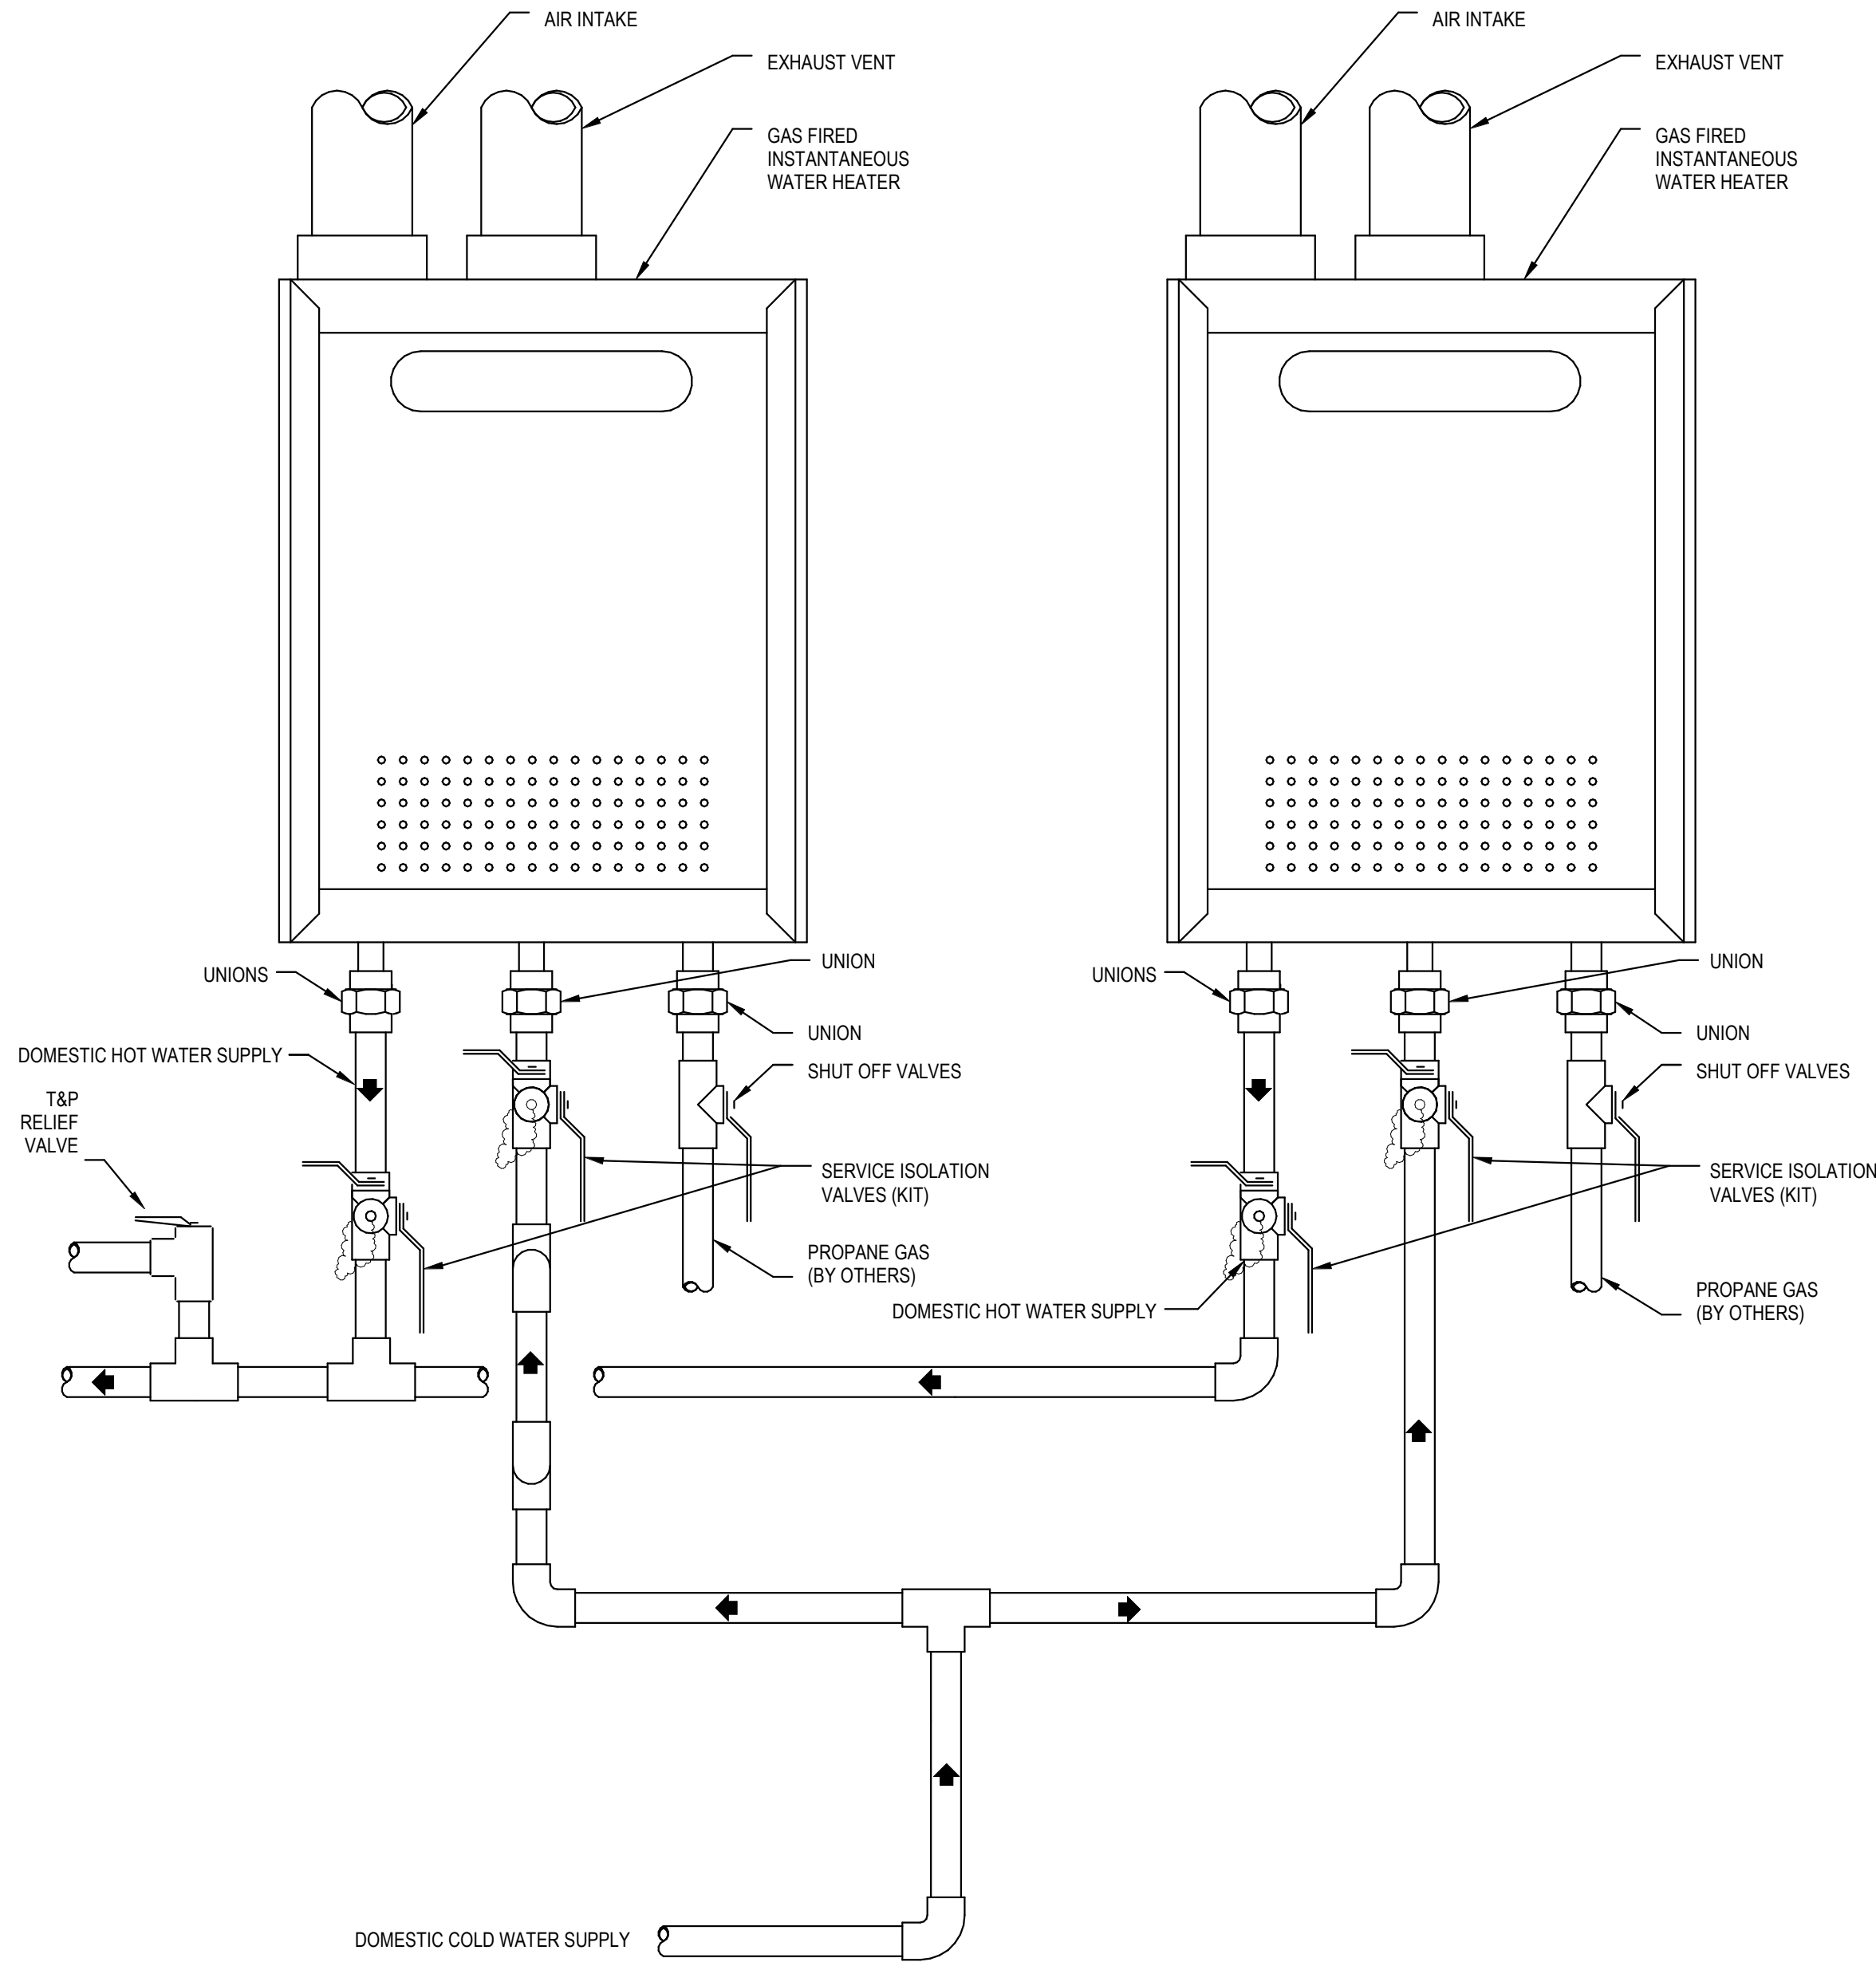 AIR INTAKE
AIR INTAKE
EXHAUST VENT
EXHAUST VENT
GAS FIRED
INSTANTANEOUS
WATER HEATER
GAS FIRED
INSTANTANEOUS
WATER HEATER
UNIONS
UNION
UNIONS
UNION
UNION
UNION
DOMESTIC HOT WATER SUPPLY
SHUT OFF VALVES
SHUT OFF VALVES
T&P
RELIEF
VALVE
SERVICE ISOLATION
VALVES (KIT)
SERVICE ISOLATION
VALVES (KIT)
PROPANE GAS
(BY OTHERS)
DOMESTIC HOT WATER SUPPLY
PROPANE GAS
(BY OTHERS)
DOMESTIC COLD WATER SUPPLY